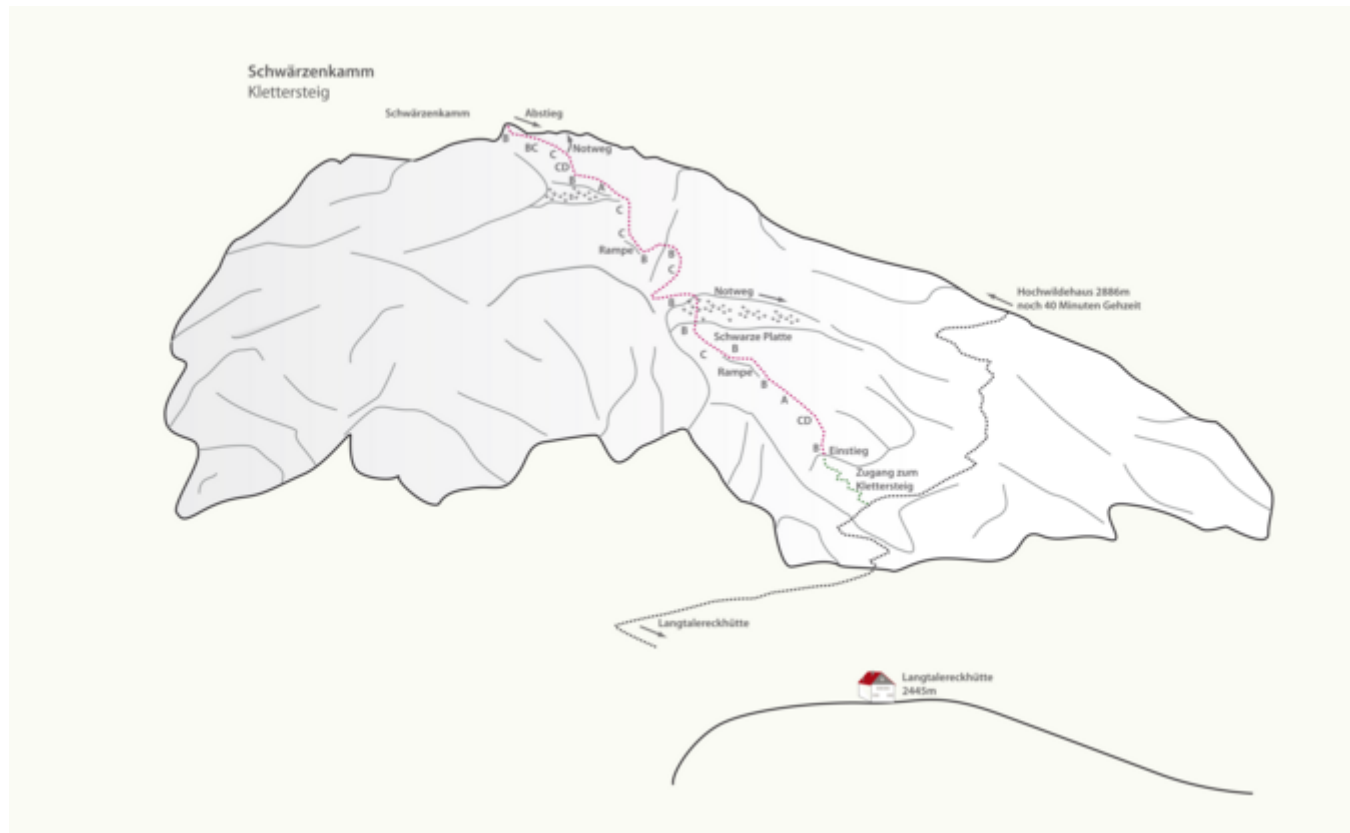 Schwärzenkamm
Klettersteig
Schwärzenkamm
Abstieg
B
BC
C
Notweg
CD
B
A
C
C
Rampe
B
B
C
Notweg
B
Hochwildehaus 2886m
noch 40 Minuten Gehzeit
B
Schwarze Platte
B
C
Rampe
B
A
CD
B
Einstieg
Zugang zum
Klettersteig
Langtalereckhütte
Langtalereckhütte
2445m